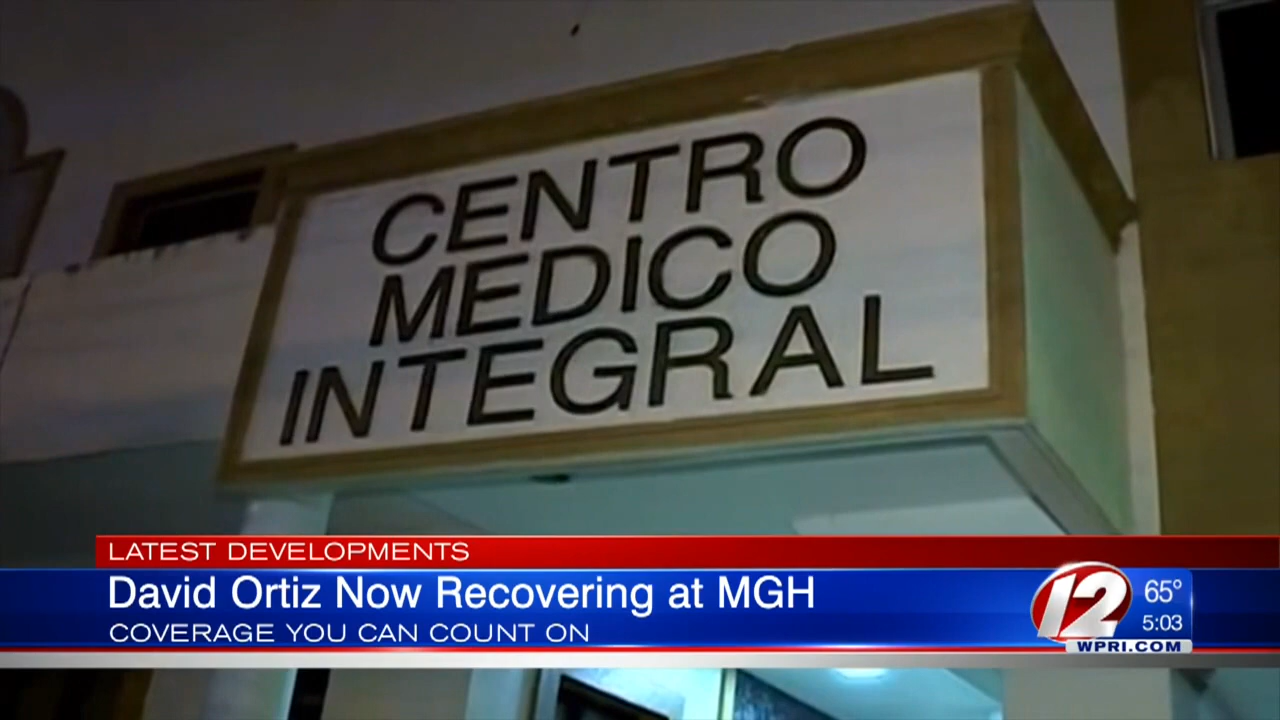 CENTRO
MEDICO
INTEGRAL
LATEST DEVELOPMENTS
David Ortiz Now Recovering at MGH
COVERAGE YOU CAN COUNT ON
12
65°
5:03
WPRI.COM